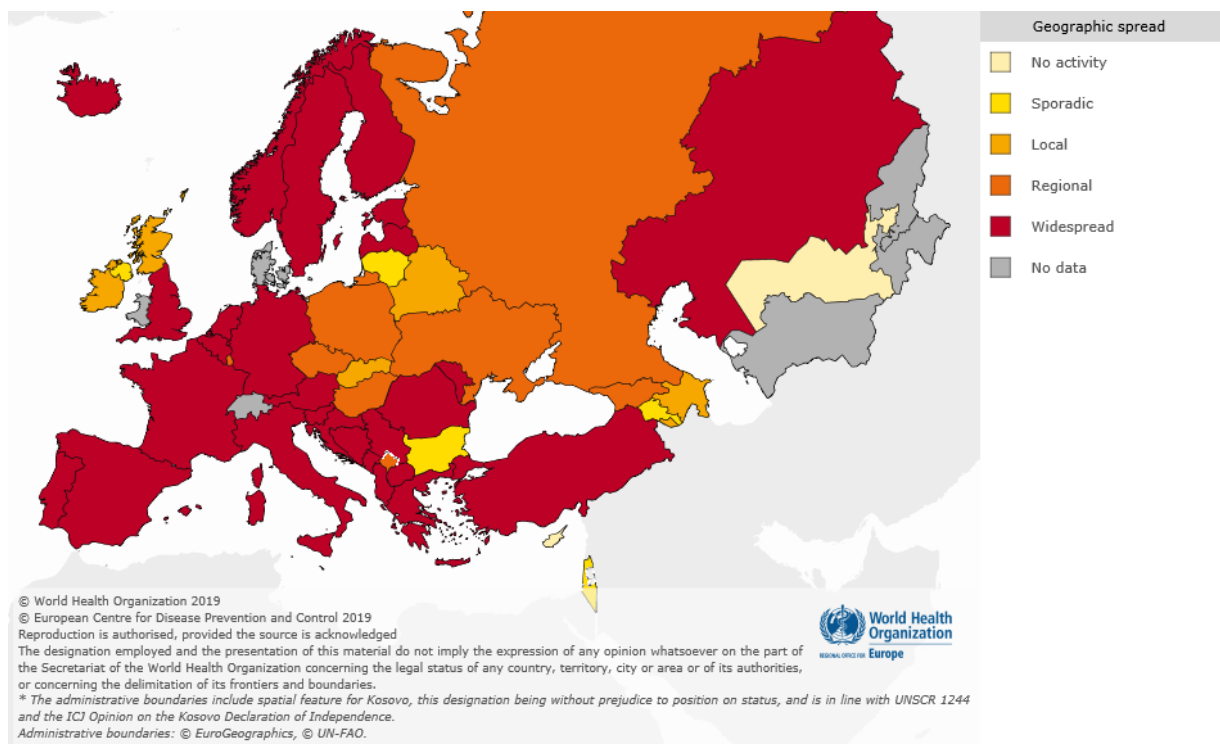 Geographic spread
No activity
Sporadic
Local
Regional
Widespread
No data
© World Health Organization 2019
© European Centre for Disease Prevention and Control 2019
Reproduction is authorised, provided the source is acknowledged
The designation employed and the presentation of this material do not imply the expression of any opinion whatsoever on the part of
the Secretariat of the World Health Organization concerning the legal status of any country, territory, city or area or of its authorities,
or concerning the delimitation of its frontiers and boundaries.
* The administrative boundaries include spatial feature for Kosovo, this designation being without prejudice to position on status, and is in line with UNSCR 1244
and the ICJ Opinion on the Kosovo Declaration of Independence.
Administrative boundaries: © EuroGeographics, © UN-FAO.
World Health
Organization
REGIONAL OFFICE FOR Europe